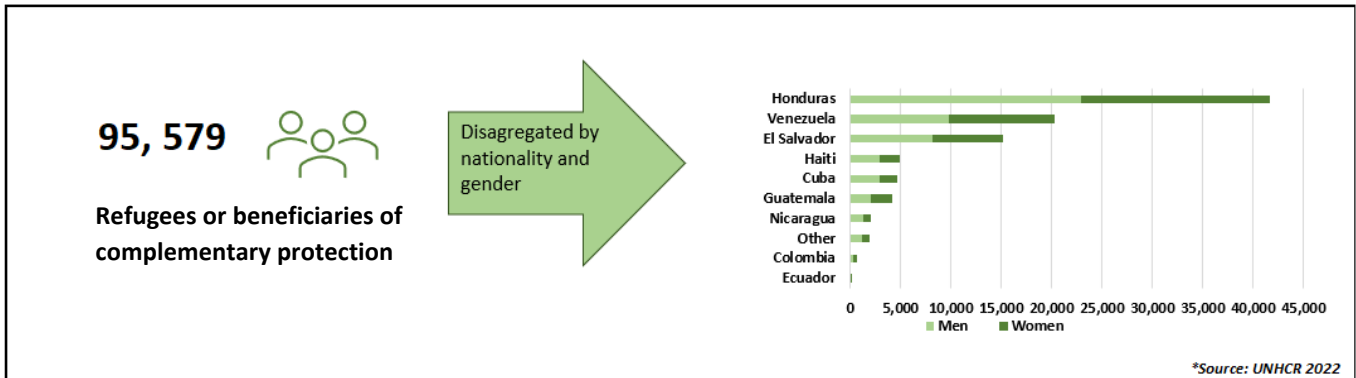 95, 579
Refugees or beneficiaries of
complementary protection
Disagregated by
nationality and
gender
Honduras
Venezuela
El Salvador
Haiti
Cuba
Guatemala
Nicaragua
Other
Colombia
Ecuador
0 5,000 10,000 15,000 20,000 25,000 30,000 35,000 40,000 45,000
Men Women
*Source: UNHCR 2022